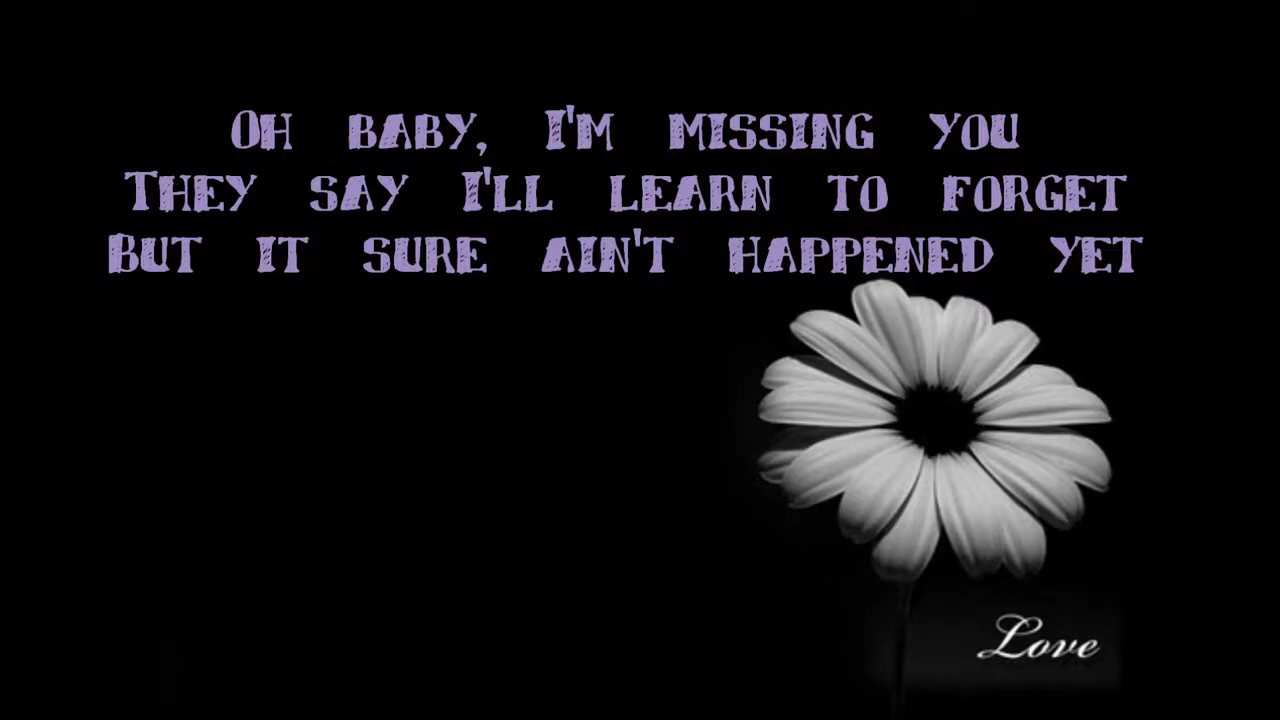 Oh baby, I'm missing you
They say I'll learn to forget
But it sure ain't happened yet
Love